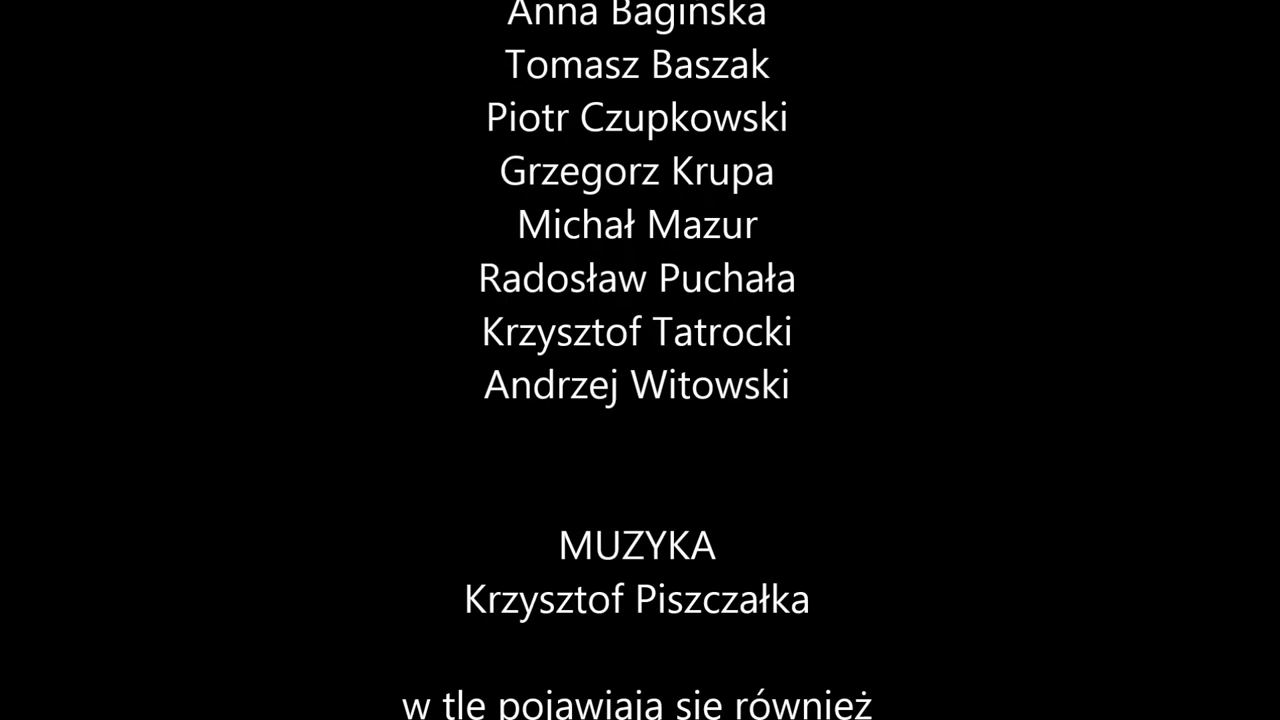 Anna Bagińska
Tomasz Baszak
Piotr Czupkowski
Grzegorz Krupa
Michał Mazur
Radosław Puchała
Krzysztof Tatrocki
Andrzej Witowski
MUZYKA
Krzysztof Piszczałka
w tle pojawiają się również